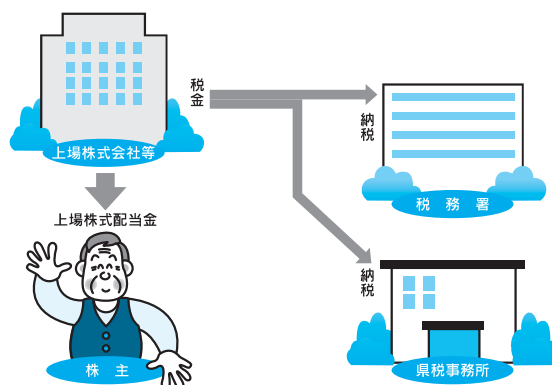 税金
納税
上場株式会社等
税務署
上場株式配当金
納税
株主
県税事務所